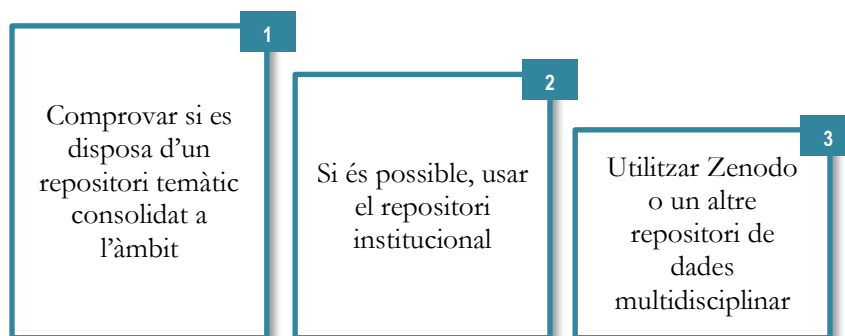 1
Comprovar si es
disposa d’un
repositori temàtic
consolidat a
l’àmbit
2
Si és possible, usar
el repositori
institucional
3
Utilitzar Zenodo
o un altre
repositori de
dades
multidisciplinar